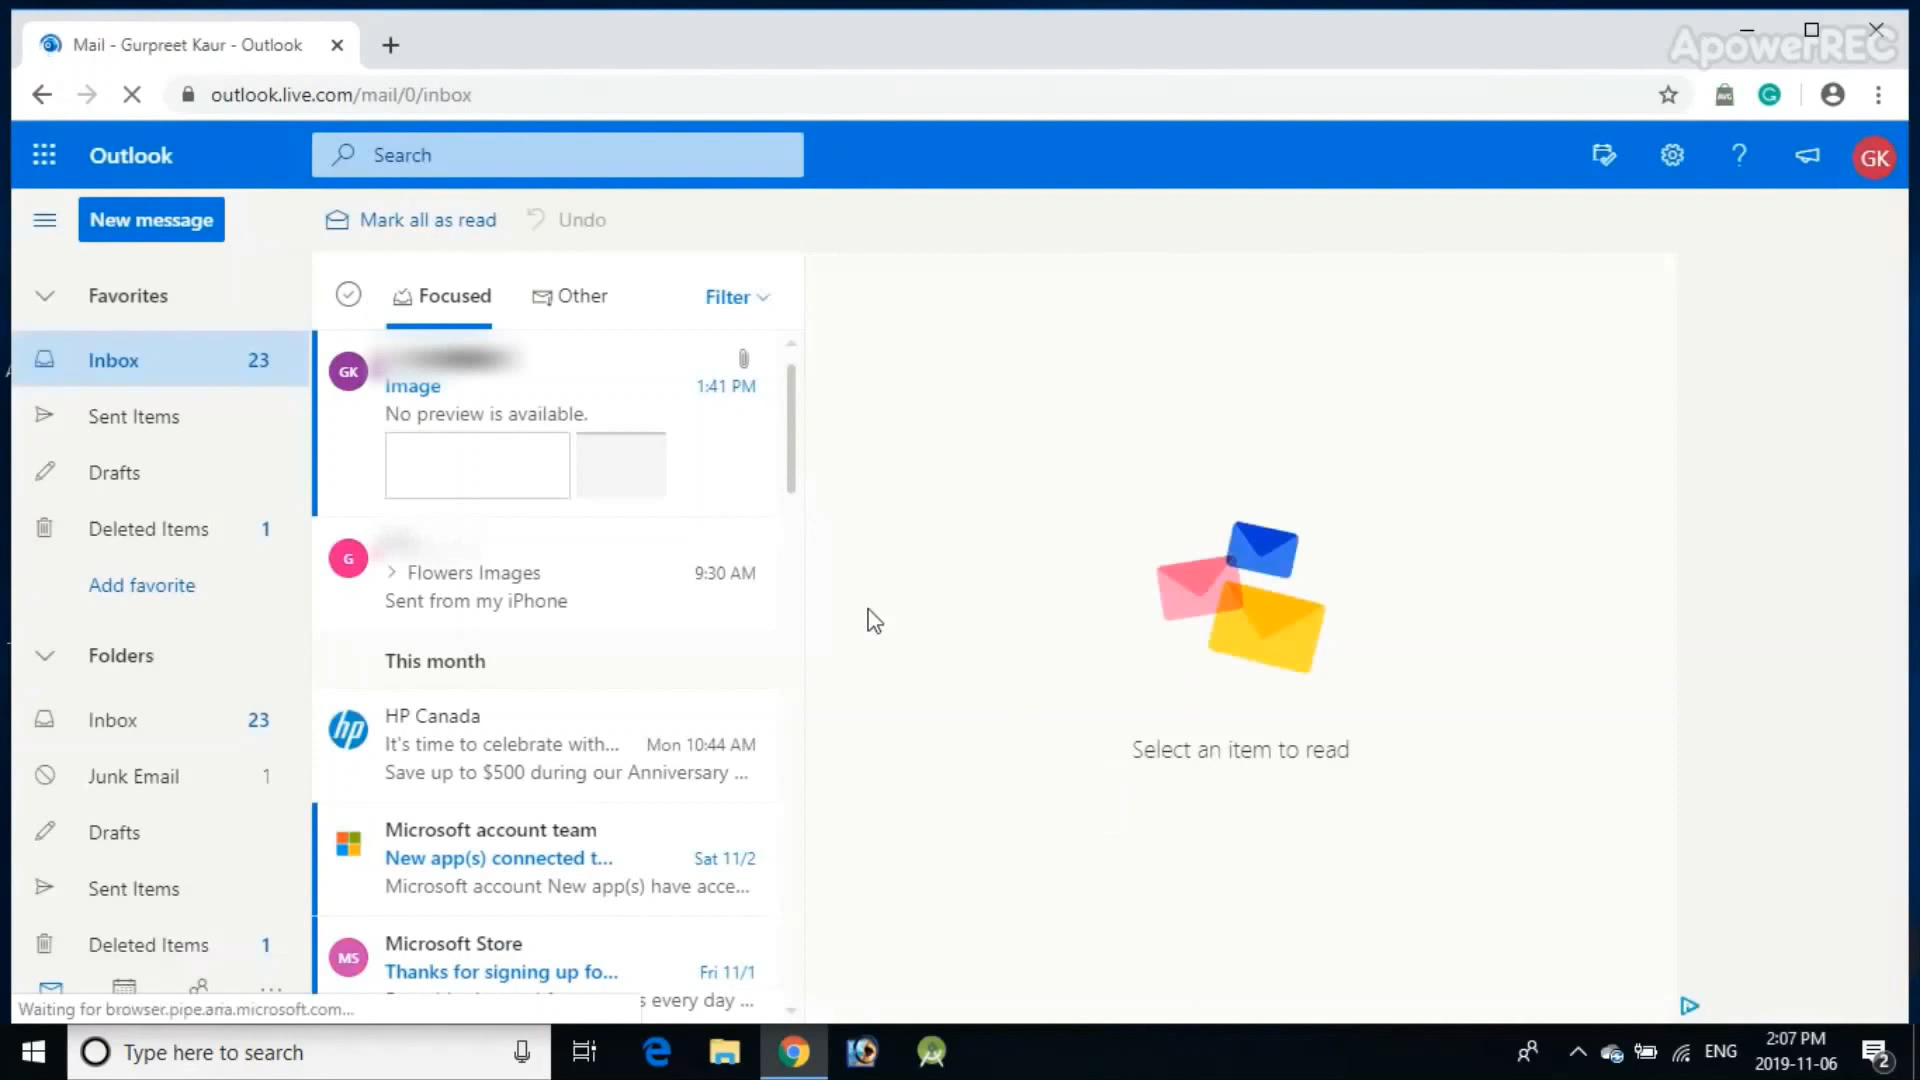 Mail - Gurpreet Kaur - Outlook
ApowerREC
outlook.live.com/mail/0/inbox
Outlook
Search
GK
New message
Mark all as read
Undo
Favorites
Focused
Other
Filter
Inbox 23
GK
Image 1:41 PM
No preview is available.
Sent Items
Drafts
Deleted Items 1
G
Flowers Images 9:30 AM
Sent from my iPhone
Add favorite
Folders
This month
Inbox 23
hp
HP Canada
It's time to celebrate with... Mon 10:44 AM
Save up to $500 during our Anniversary ...
Select an item to read
Junk Email 1
Drafts
Microsoft account team
New app(s) connected t... Sat 11/2
Microsoft account New app(s) have acce...
Sent Items
Deleted Items 1
MS
Microsoft Store
Thanks for signing up fo... Fri 11/1
s every day ...
Waiting for browser.pipe.aria.microsoft.com...
Type here to search
ENG
2:07 PM
2019-11-06
2